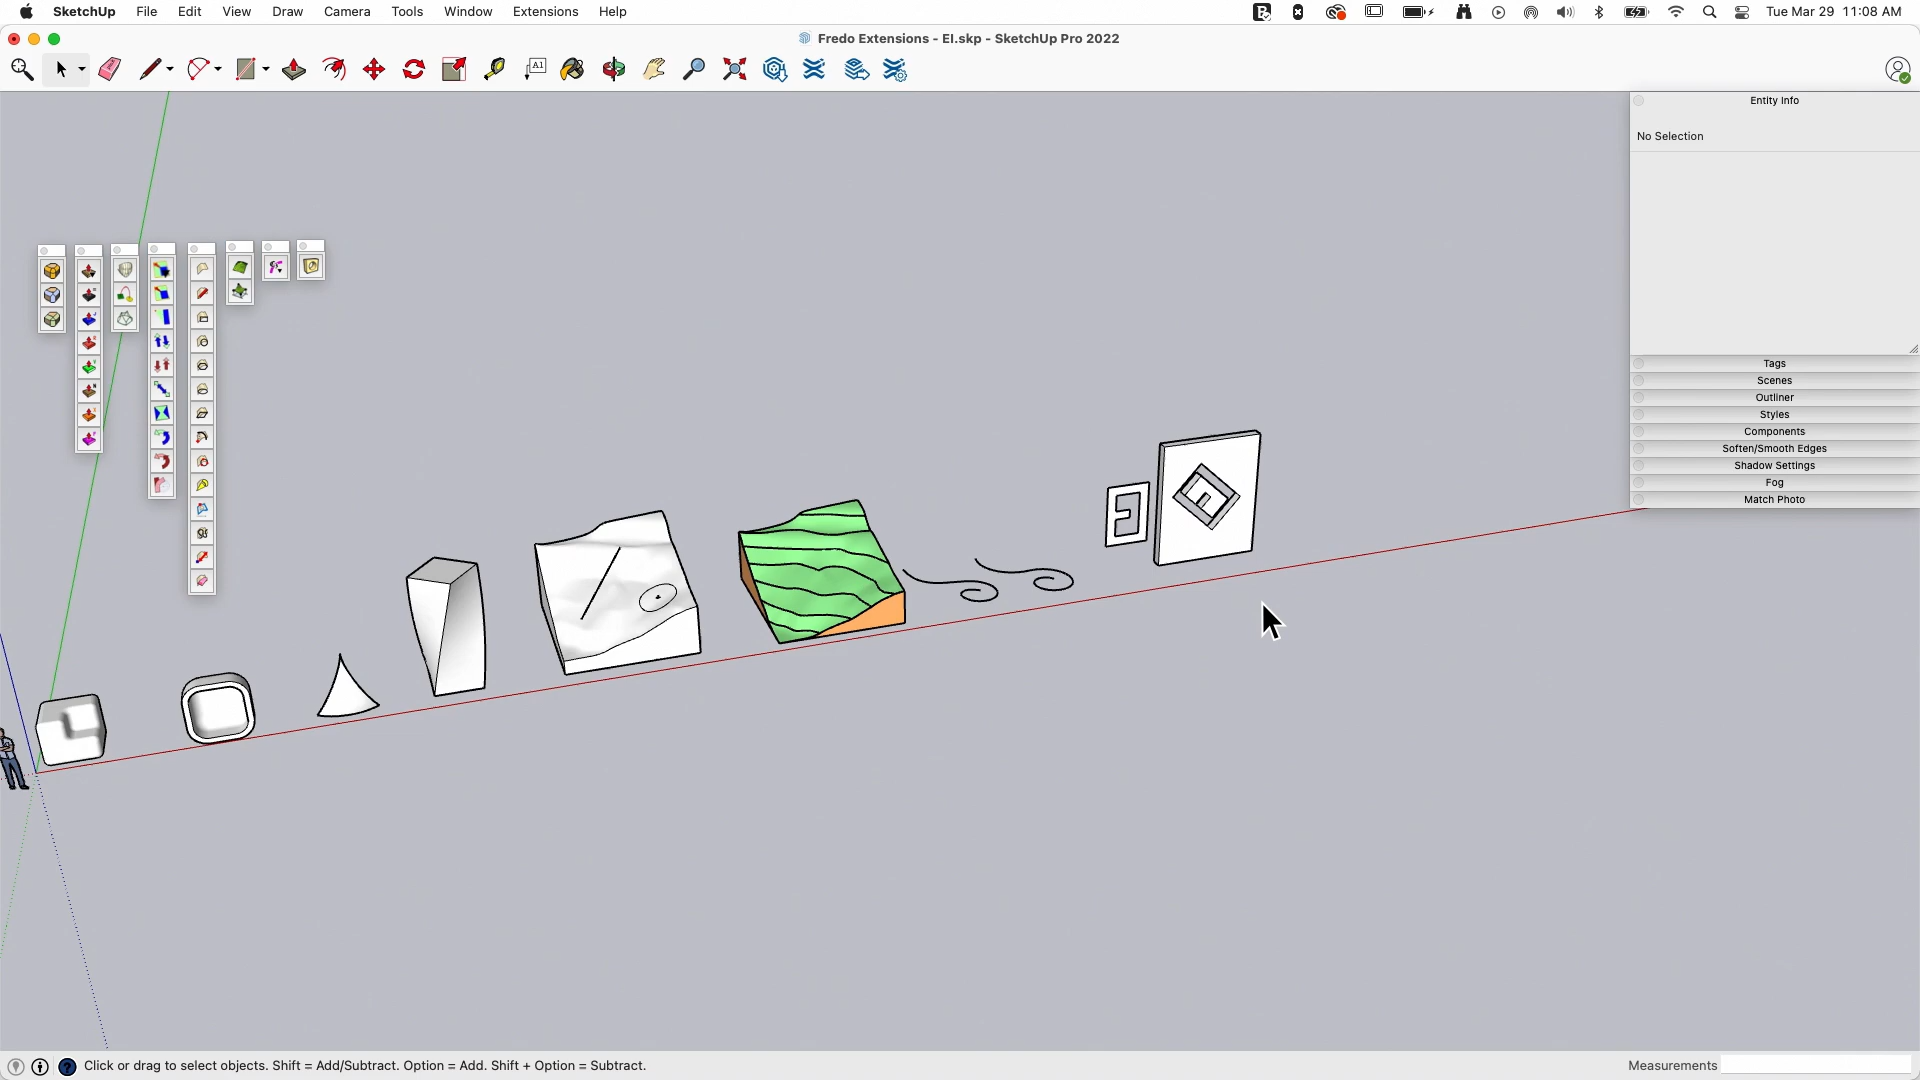 SketchUp File Edit View Draw Camera Tools Window Extensions Help Tue Mar 29 11:08 AM
Fredo Extensions - EI.skp - SketchUp Pro 2022
A1
Entity Info
No Selection
Tags
Scenes
Outliner
Styles
Components
Soften/Smooth Edges
Shadow Settings
Fog
Match Photo
Click or drag to select objects. Shift = Add/Subtract. Option = Add. Shift + Option = Subtract.
Measurements